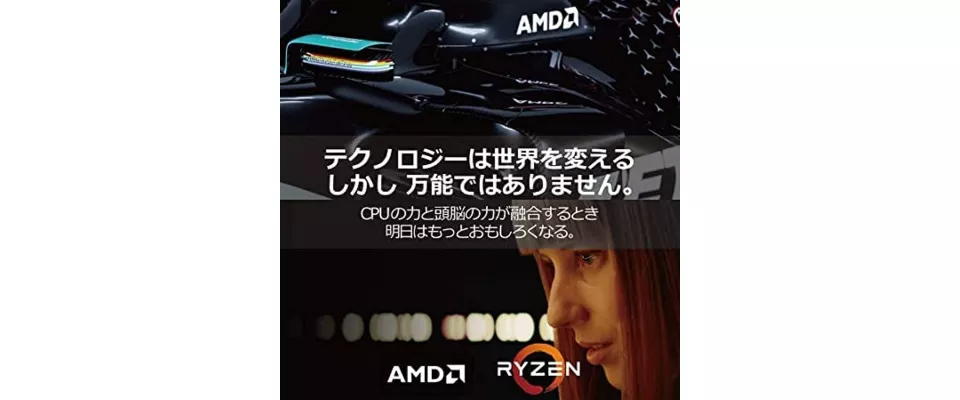 AMD
テクノロジーは世界を変える
しかし 万能ではありません。
CPUの力と頭脳の力が融合するとき
明日はもっとおもしろくなる。
AMD
RYZEN